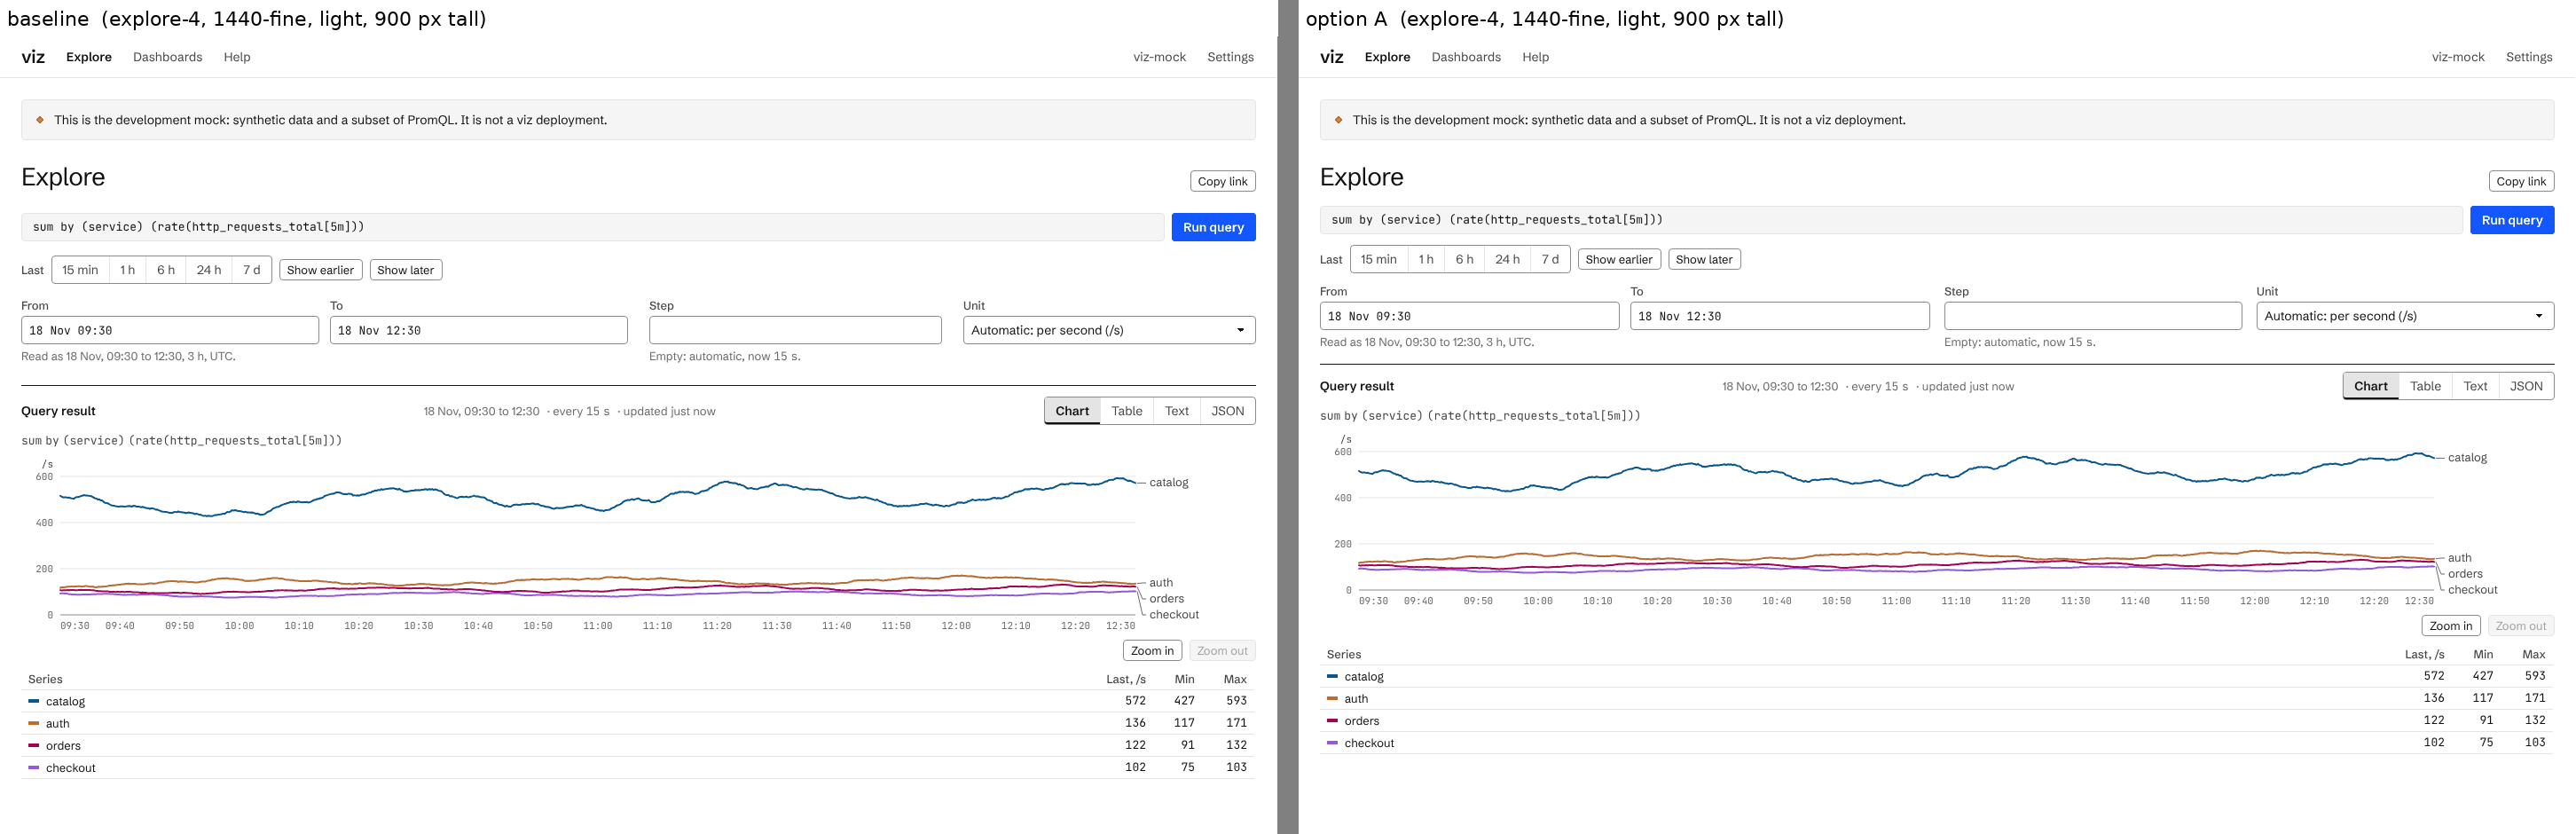 baseline  (explore-4, 1440-fine, light, 900 px tall)
viz Explore Dashboards Help viz-mock Settings
This is the development mock: synthetic data and a subset of PromQL. It is not a viz deployment.
Explore
Copy link
sum by (service) (rate(http_requests_total[5m])) Run query
Last 15 min 1 h 6 h 24 h 7 d Show earlier Show later
From To Step Unit
18 Nov 09:30 18 Nov 12:30 Automatic: per second (/s)
Read as 18 Nov, 09:30 to 12:30, 3 h, UTC. Empty: automatic, now 15 s.
Query result 18 Nov, 09:30 to 12:30 · every 15 s · updated just now Chart Table Text JSON
sum by (service) (rate(http_requests_total[5m]))
/s
600
catalog
400
200
auth
orders
0 checkout
09:30 09:40 09:50 10:00 10:10 10:20 10:30 10:40 10:50 11:00 11:10 11:20 11:30 11:40 11:50 12:00 12:10 12:20 12:30
Zoom in Zoom out
Series Last, /s Min Max
catalog 572 427 593
auth 136 117 171
orders 122 91 132
checkout 102 75 103
option A  (explore-4, 1440-fine, light, 900 px tall)
viz Explore Dashboards Help viz-mock Settings
This is the development mock: synthetic data and a subset of PromQL. It is not a viz deployment.
Explore
Copy link
sum by (service) (rate(http_requests_total[5m])) Run query
Last 15 min 1 h 6 h 24 h 7 d Show earlier Show later
From To Step Unit
18 Nov 09:30 18 Nov 12:30 Automatic: per second (/s)
Read as 18 Nov, 09:30 to 12:30, 3 h, UTC. Empty: automatic, now 15 s.
Query result 18 Nov, 09:30 to 12:30 · every 15 s · updated just now Chart Table Text JSON
sum by (service) (rate(http_requests_total[5m]))
/s
600
catalog
400
200
auth
orders
0 checkout
09:30 09:40 09:50 10:00 10:10 10:20 10:30 10:40 10:50 11:00 11:10 11:20 11:30 11:40 11:50 12:00 12:10 12:20 12:30
Zoom in Zoom out
Series Last, /s Min Max
catalog 572 427 593
auth 136 117 171
orders 122 91 132
checkout 102 75 103